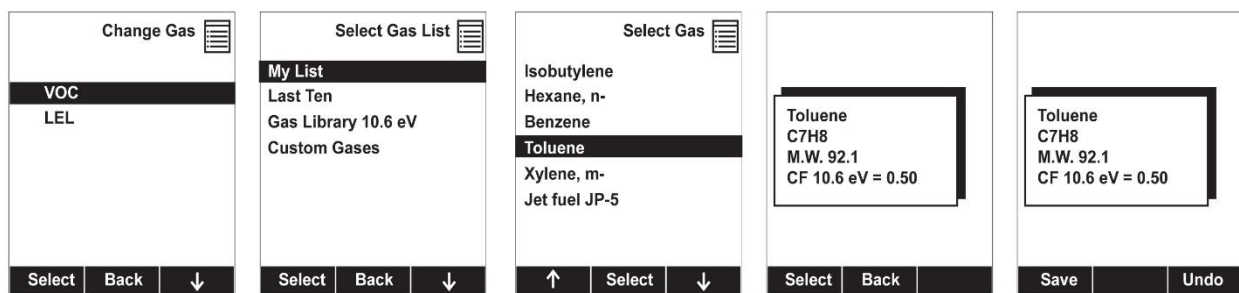 Change Gas
VOC
LEL
Select Back ↓
Select Gas List
My List
Last Ten
Gas Library 10.6 eV
Custom Gases
Select Back ↓
Select Gas
Isobutylene
Hexane, n-
Benzene
Toluene
Xylene, m-
Jet fuel JP-5
↑ Select ↓
Toluene
C7H8
M.W. 92.1
CF 10.6 eV = 0.50
Select Back
Toluene
C7H8
M.W. 92.1
CF 10.6 eV = 0.50
Save Undo